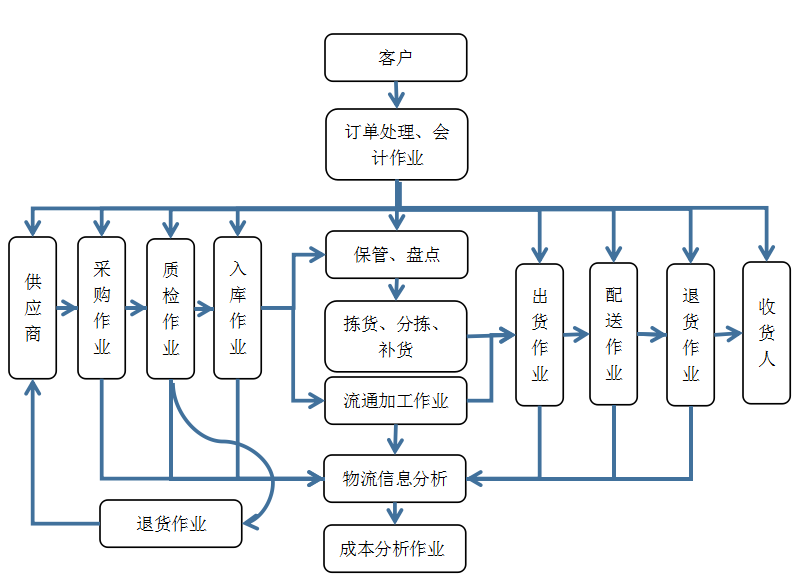 客户
订单处理、会
计作业
供应商
采购作业
质检作业
入库作业
保管、盘点
拣货、分拣、
补货
流通加工作业
出货作业
配送作业
退货作业
收货人
物流信息分析
退货作业
成本分析作业